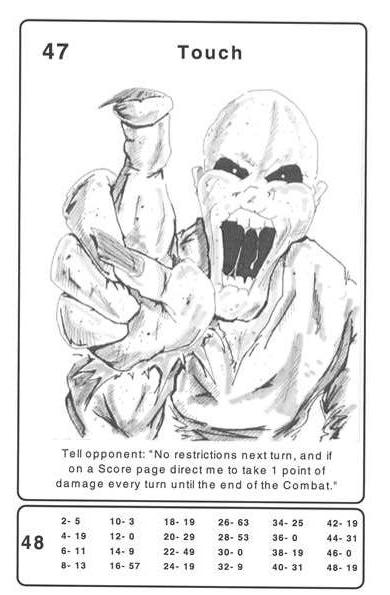 47 Touch
Tell opponent: "No restrictions next turn, and if
on a Score page direct me to take 1 point of
damage every turn until the end of the Combat."
48
2- 5 10- 3 18- 19 26- 63 34- 25 42- 19
4- 19 12- 0 20- 29 28- 53 36- 0 44- 31
6- 11 14- 9 22- 49 30- 0 38- 19 46- 0
8- 13 16- 57 24- 19 32- 9 40- 31 48- 19